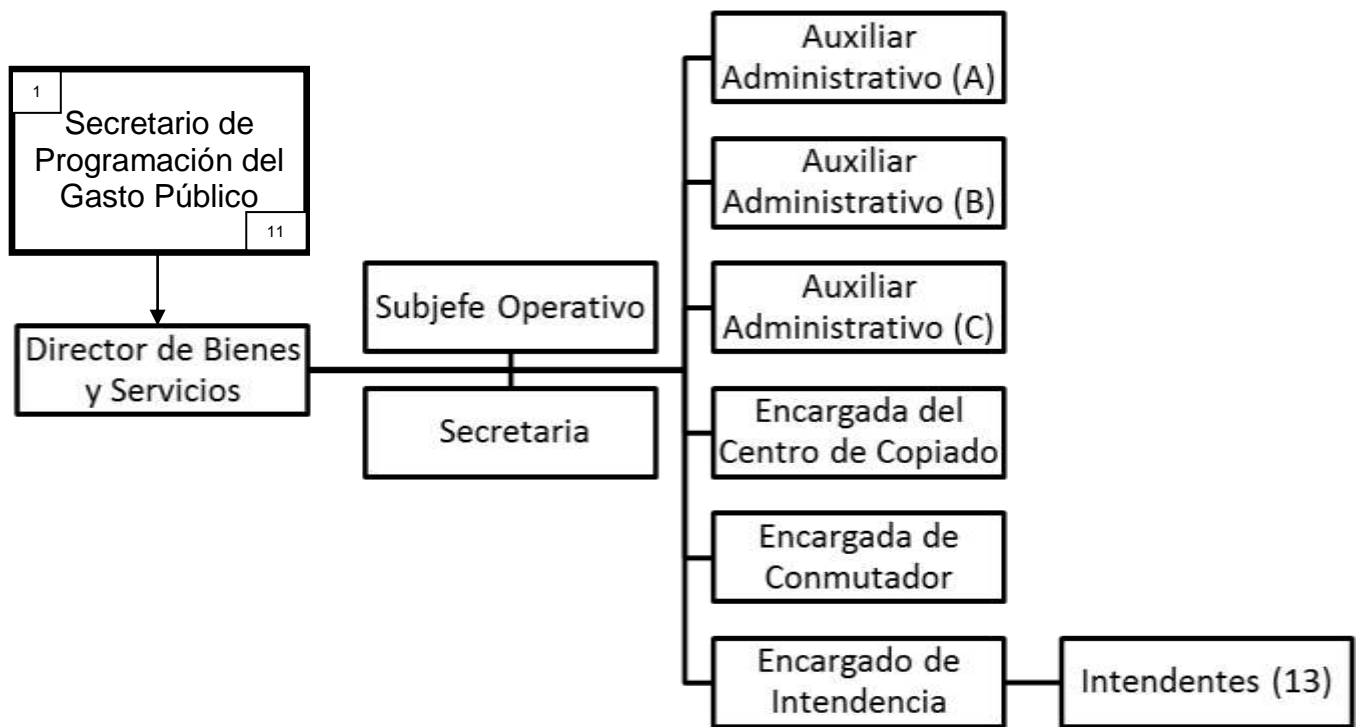 1
Secretario de
Programación del
Gasto Público
11
Director de Bienes
y Servicios
Subjefe Operativo
Secretaria
Auxiliar
Administrativo (A)
Auxiliar
Administrativo (B)
Auxiliar
Administrativo (C)
Encargada del
Centro de Copiado
Encargada de
Conmutador
Encargado de
Intendencia
Intendentes (13)